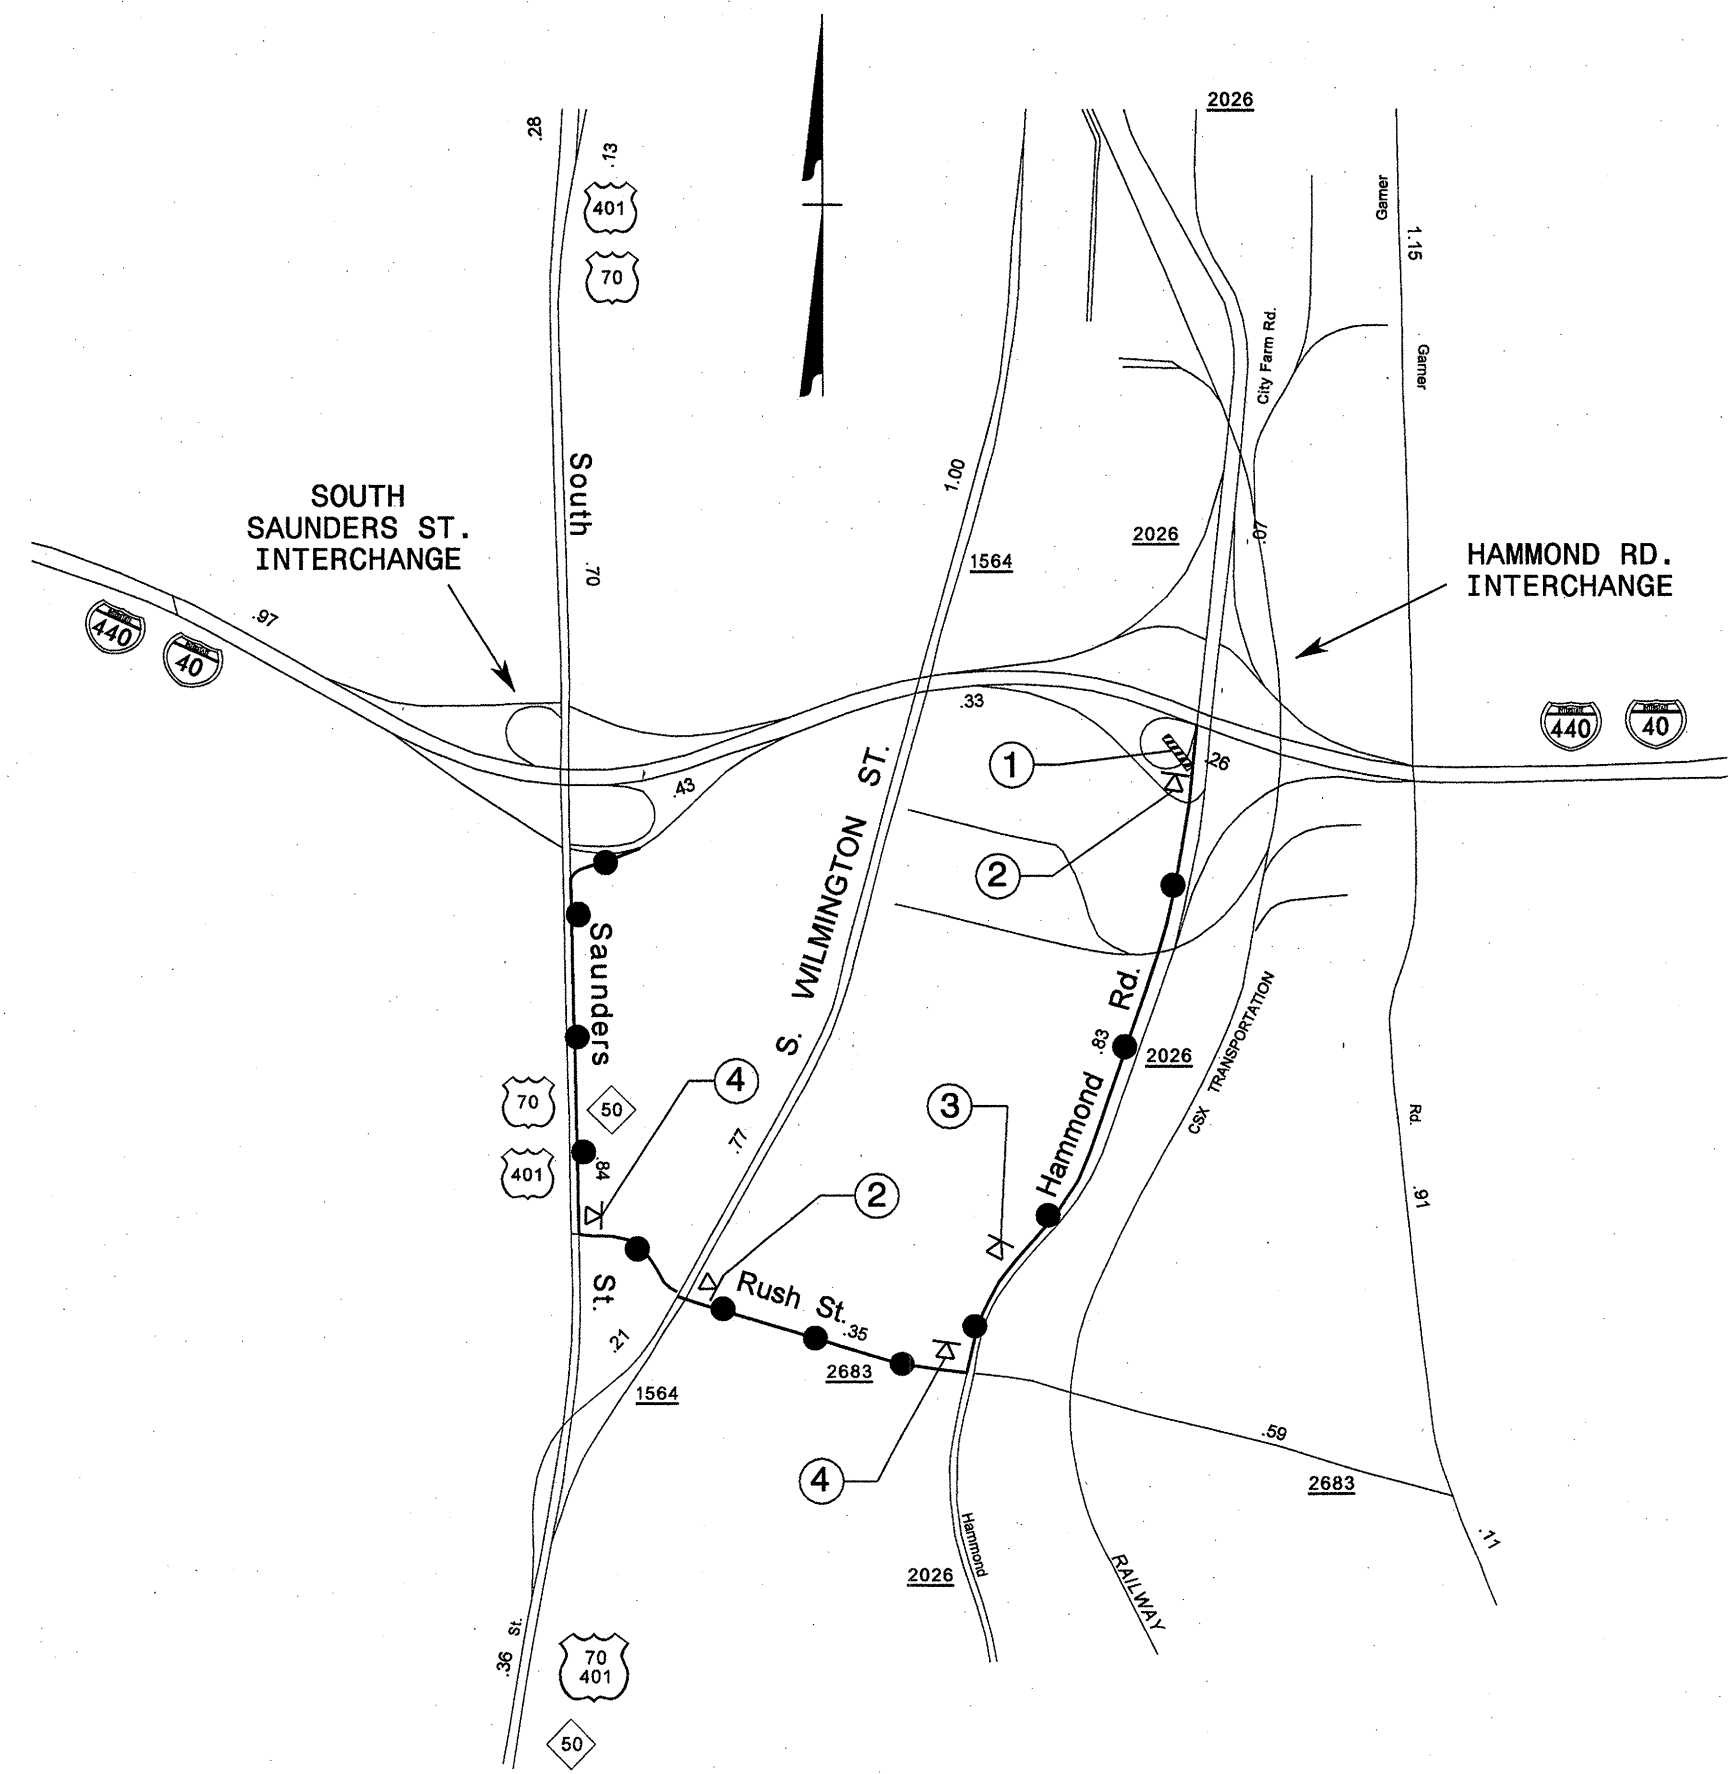 2026
.28
.13
401
70
Garner
1.15
City Farm Rd.
Garner
South
1.00
SOUTH
SAUNDERS ST.
INTERCHANGE
2026
.07
1564
HAMMOND RD.
INTERCHANGE
.70
.97
440
40
.33
440
40
1
.26
.43
2
S. WILMINGTON ST.
Saunders
Rd.
.83
2026
CSX TRANSPORTATION
4
70
50
3
Hammond
Rd.
.77
401
.84
2
.91
St.
Rush St.
.35
.21
2683
1564
.59
4
2683
Hammond
.11
2026
RAILWAY
St.
.36
70
401
50